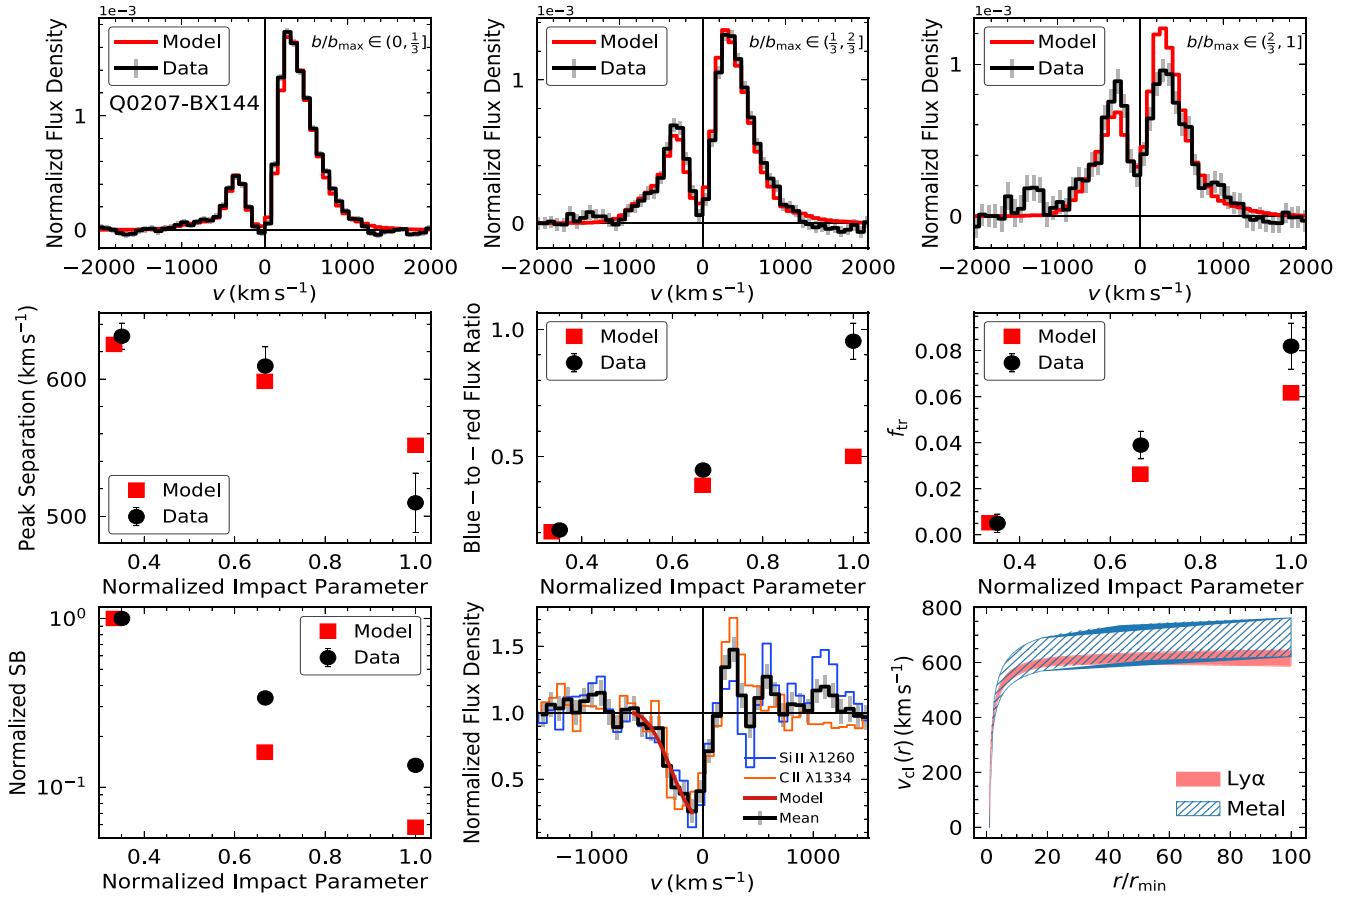 1e−3
Normalizd Flux Density
Model
Data
b/bmax ∈ (0, 1/3]
Q0207-BX144
1
0
−2000 −1000 0 1000 2000
v (km s−1)
1e−3
Normalizd Flux Density
Model
Data
b/bmax ∈ (1/3, 2/3]
1
0
−2000 −1000 0 1000 2000
v (km s−1)
1e−3
Normalizd Flux Density
Model
Data
b/bmax ∈ (2/3, 1]
1
0
−2000 −1000 0 1000 2000
v (km s−1)
Peak Separation (km s−1)
600
500
Model
Data
0.4 0.6 0.8 1.0
Normalized Impact Parameter
Blue−to−red Flux Ratio
1.0
0.5
Model
Data
0.4 0.6 0.8 1.0
Normalized Impact Parameter
ftr
0.08
0.06
0.04
0.02
0.00
Model
Data
0.4 0.6 0.8 1.0
Normalized Impact Parameter
Normalized SB
10^0
10^−1
Model
Data
0.4 0.6 0.8 1.0
Normalized Impact Parameter
Normalized Flux Density
1.5
1.0
0.5
Si II λ1260
C II λ1334
Model
Mean
−1000 0 1000
v (km s−1)
vcl (r) (km s−1)
800
600
400
200
0
Lyα
Metal
0 20 40 60 80 100
r/rmin